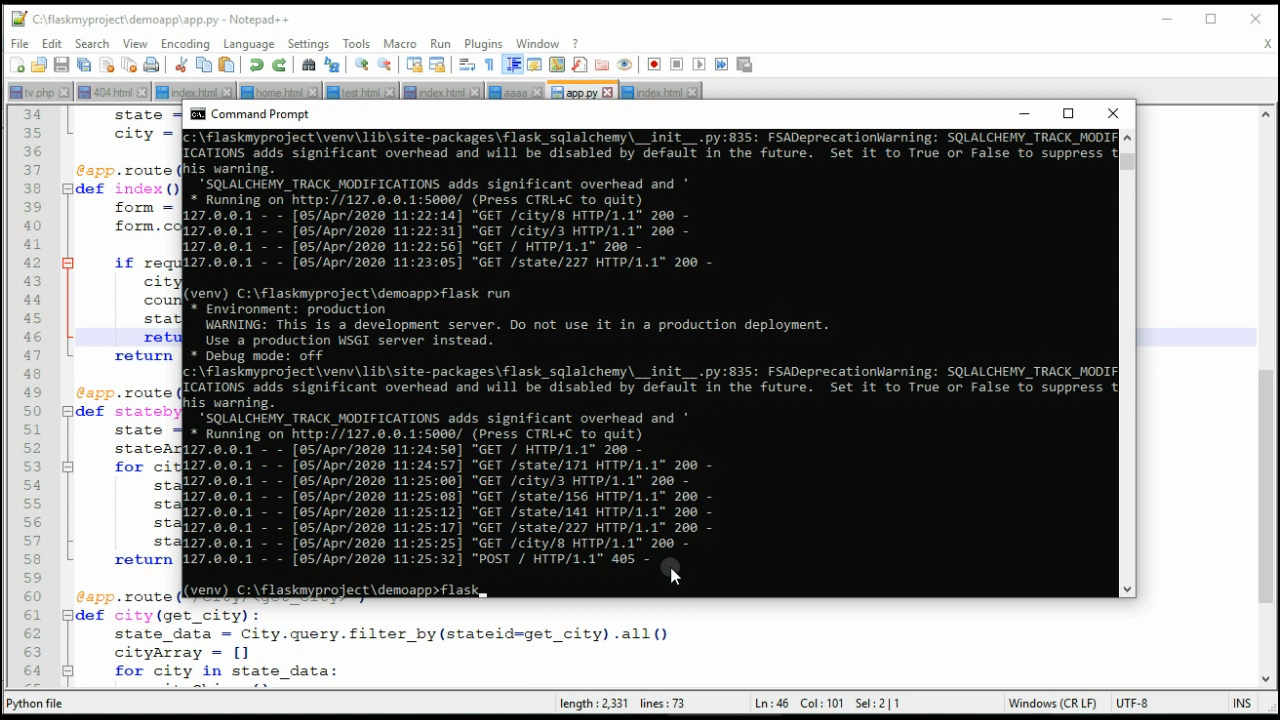 C:\flaskmyproject\demoapp\app.py - Notepad++
File Edit Search View Encoding Language Settings Tools Macro Run Plugins Window ? X
tv.php 404.html index.html home.html test.html index.html aaaa app.py index.html
Command Prompt
c:\flaskmyproject\venv\lib\site-packages\flask_sqlalchemy\__init__.py:835: FSADeprecationWarning: SQLALCHEMY_TRACK_MODIF
ICATIONS adds significant overhead and will be disabled by default in the future.  Set it to True or False to suppress t
his warning.
  'SQLALCHEMY_TRACK_MODIFICATIONS adds significant overhead and '
 * Running on http://127.0.0.1:5000/ (Press CTRL+C to quit)
127.0.0.1 - - [05/Apr/2020 11:22:14] "GET /city/8 HTTP/1.1" 200 -
127.0.0.1 - - [05/Apr/2020 11:22:31] "GET /city/3 HTTP/1.1" 200 -
127.0.0.1 - - [05/Apr/2020 11:22:56] "GET / HTTP/1.1" 200 -
127.0.0.1 - - [05/Apr/2020 11:23:05] "GET /state/227 HTTP/1.1" 200 -
(venv) C:\flaskmyproject\demoapp>flask run
 * Environment: production
   WARNING: This is a development server. Do not use it in a production deployment.
   Use a production WSGI server instead.
 * Debug mode: off
c:\flaskmyproject\venv\lib\site-packages\flask_sqlalchemy\__init__.py:835: FSADeprecationWarning: SQLALCHEMY_TRACK_MODIF
ICATIONS adds significant overhead and will be disabled by default in the future.  Set it to True or False to suppress t
his warning.
  'SQLALCHEMY_TRACK_MODIFICATIONS adds significant overhead and '
 * Running on http://127.0.0.1:5000/ (Press CTRL+C to quit)
127.0.0.1 - - [05/Apr/2020 11:24:50] "GET / HTTP/1.1" 200 -
127.0.0.1 - - [05/Apr/2020 11:24:57] "GET /state/171 HTTP/1.1" 200 -
127.0.0.1 - - [05/Apr/2020 11:25:00] "GET /city/3 HTTP/1.1" 200 -
127.0.0.1 - - [05/Apr/2020 11:25:08] "GET /state/156 HTTP/1.1" 200 -
127.0.0.1 - - [05/Apr/2020 11:25:12] "GET /state/141 HTTP/1.1" 200 -
127.0.0.1 - - [05/Apr/2020 11:25:17] "GET /state/227 HTTP/1.1" 200 -
127.0.0.1 - - [05/Apr/2020 11:25:25] "GET /city/8 HTTP/1.1" 200 -
127.0.0.1 - - [05/Apr/2020 11:25:32] "POST / HTTP/1.1" 405 -
(venv) C:\flaskmyproject\demoapp>flask
34 state =
35 city =
36
37 @app.route(
38 def index()
39 form =
40 form.co
41
42 if requ
43 city
44 coun
45 stat
46 retu
47 return
48
49 @app.route(
50 def stateby
51 state =
52 stateAr
53 for cit
54 sta
55 sta
56 sta
57 sta
58 return
59
60 @app.route(
61 def city(get_city):
62 state_data = City.query.filter_by(stateid=get_city).all()
63 cityArray = []
64 for city in state_data:
Python file length : 2,331 lines : 73 Ln : 46 Col : 101 Sel : 2 | 1 Windows (CR LF) UTF-8 INS